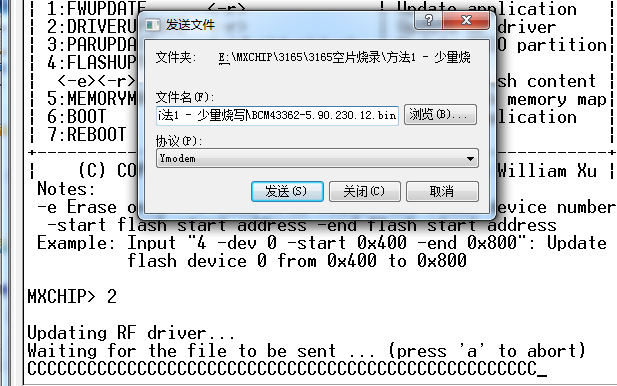 | 1:FWUPDATE <-r> | Update application |
发送文件
| 2:DRIVERU driver |
文件夹: E:\MXCHIP\3165\3165空片烧录\方法1 - 少量烧
| 3:PARUPDA O partition|
| 4:FLASHUP
<-e><-r> sh content |
文件名(F):
| 5:MEMORYM memory map|
法1 - 少量烧写\BCM43362-5.90.230.12.bin 浏览(B)...
| 6:BOOT lication |
| 7:REBOOT |
协议(P):
Ymodem
| (C) CO William Xu |
发送(S) 关闭(C) 取消
Notes:
-e Erase o evice number
-start flash start address -end flash start address
Example: Input "4 -dev 0 -start 0x400 -end 0x800": Update
flash device 0 from 0x400 to 0x800
MXCHIP> 2
Updating RF driver...
Waiting for the file to be sent ... (press 'a' to abort)
CCCCCCCCCCCCCCCCCCCCCCCCCCCCCCCCCCCCCCCCCCCCCCCCCCC_